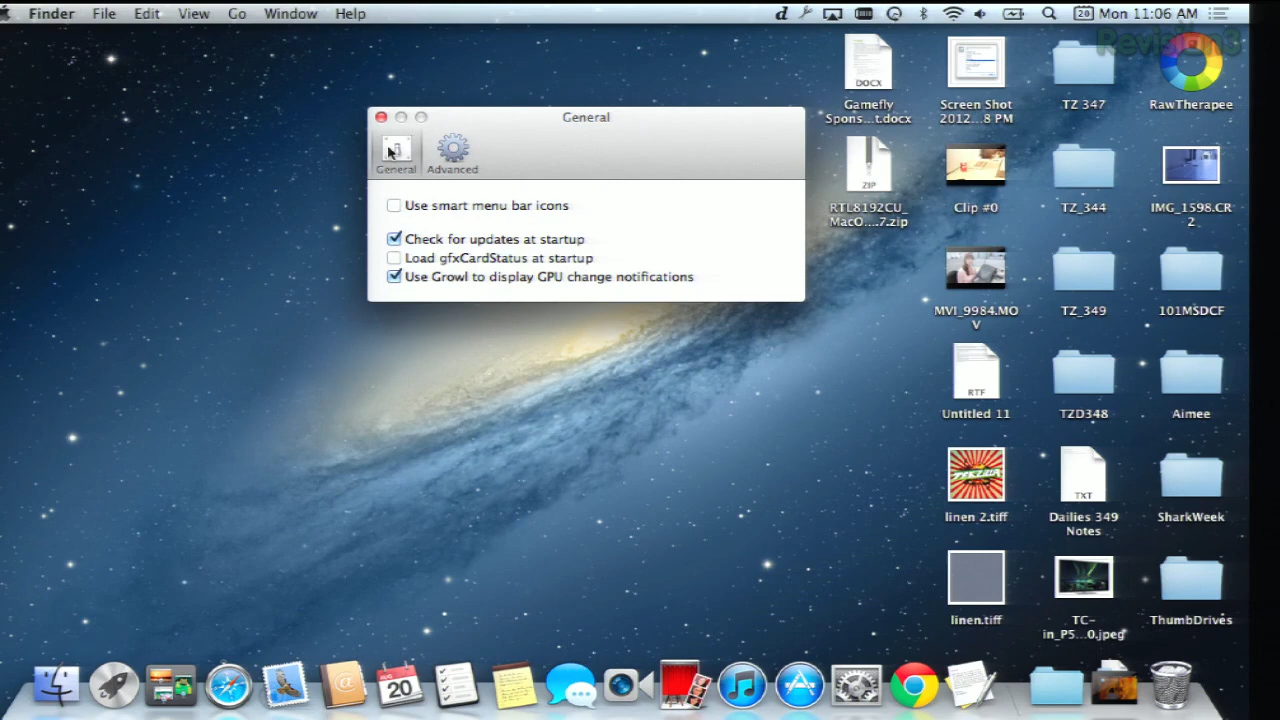 Finder File Edit View Go Window Help
d 20 Mon 11:06 AM
Revision3
General
General Advanced
Use smart menu bar icons
Check for updates at startup
Load gfxCardStatus at startup
Use Growl to display GPU change notifications
DOCX
Gamefly
Spons...t.docx
Screen Shot
2012...8 PM
TZ 347
RawTherapee
ZIP
RTL8192CU_
MacO....7.zip
Clip #0
TZ_344
IMG_1598.CR
2
MVI_9984.MO
V
TZ_349
101MSDCF
RTF
Untitled 11
TZD348
Aimee
linen 2.tiff
TXT
Dailies 349
Notes
SharkWeek
linen.tiff
TC-
in_P5...0.jpeg
ThumbDrives
AUG
20